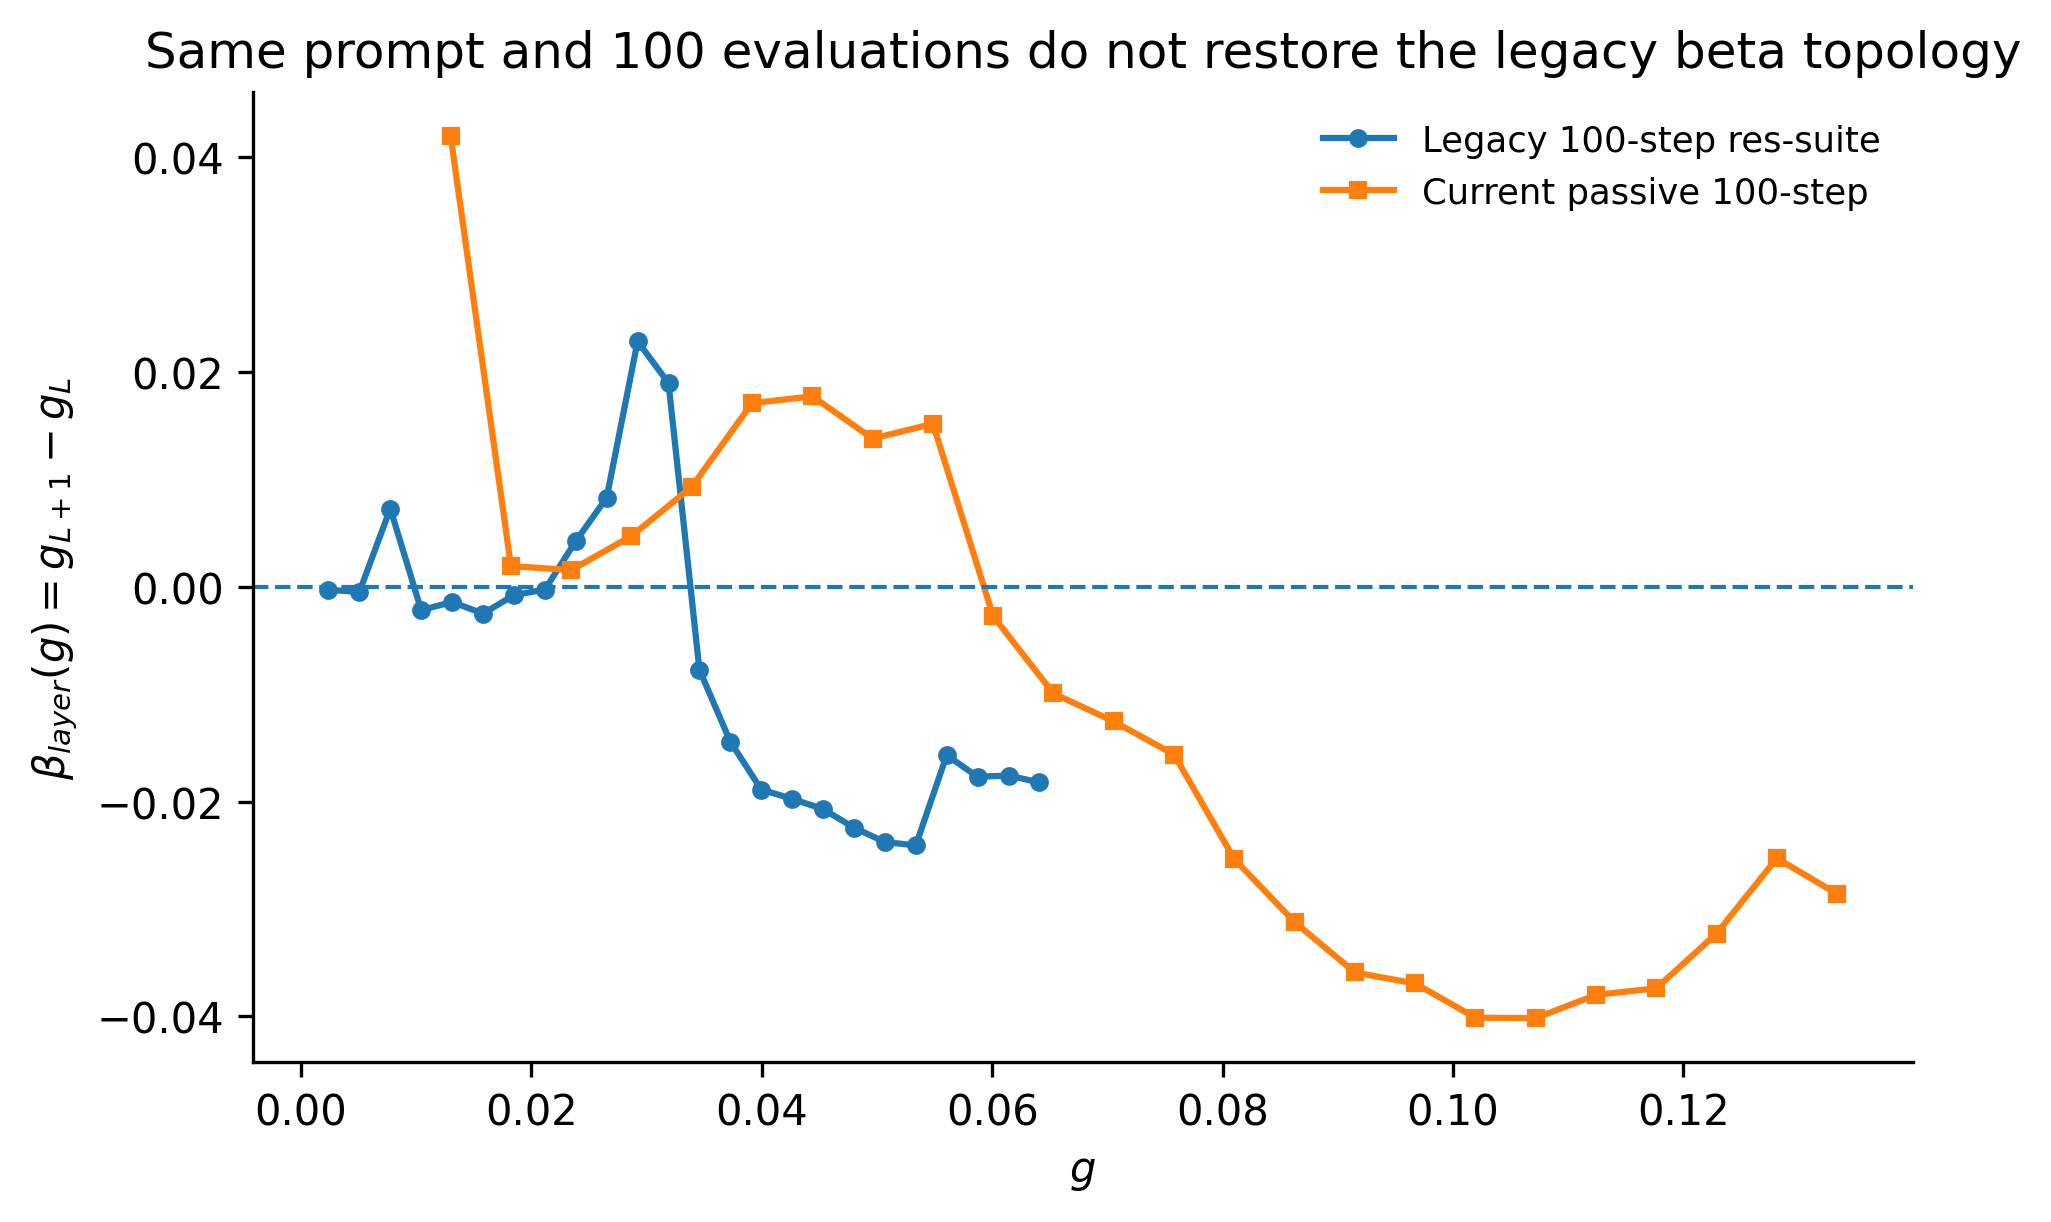 Same prompt and 100 evaluations do not restore the legacy beta topology
Legacy 100-step res-suite
Current passive 100-step
β_layer(g) = g_{L+1} − g_L
0.04
0.02
0.00
−0.02
−0.04
0.00 0.02 0.04 0.06 0.08 0.10 0.12
g